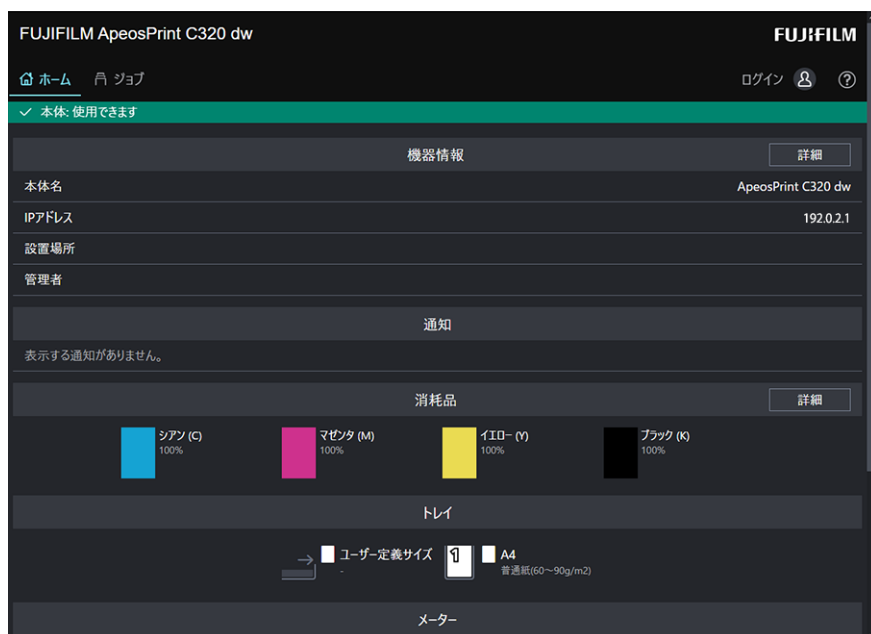 FUJIFILM ApeosPrint C320 dw
FUJIFILM
ホーム ジョブ ログイン ?
本体: 使用できます
機器情報 詳細
本体名 ApeosPrint C320 dw
IPアドレス 192.0.2.1
設置場所
管理者
通知
表示する通知がありません。
消耗品 詳細
シアン (C) マゼンタ (M) イエロー (Y) ブラック (K)
100% 100% 100% 100%
トレイ
ユーザー定義サイズ 1 A4
- 普通紙(60～90g/m2)
メーター